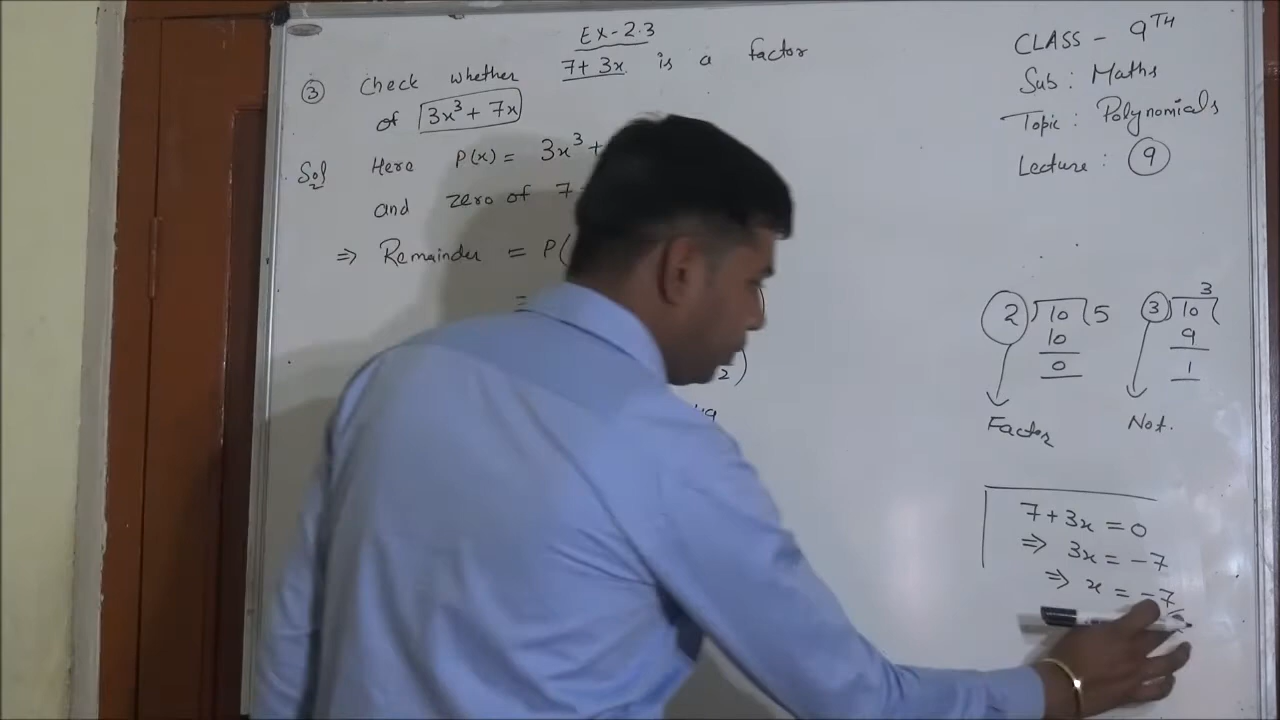 EX-2.3
③ Check whether 7+3x is a factor
of 3x³+7x
Sol Here P(x) = 3x³+
and zero of 7
⇒ Remainder = P(
=
2)
49
CLASS - 9TH
Sub : Maths
Topic : Polynomials
Lecture : ⑨
2)10(5
10
0
Factor
3
3)10(
9
1
Not.
7+3x = 0
⇒ 3x = -7
⇒ x = -7